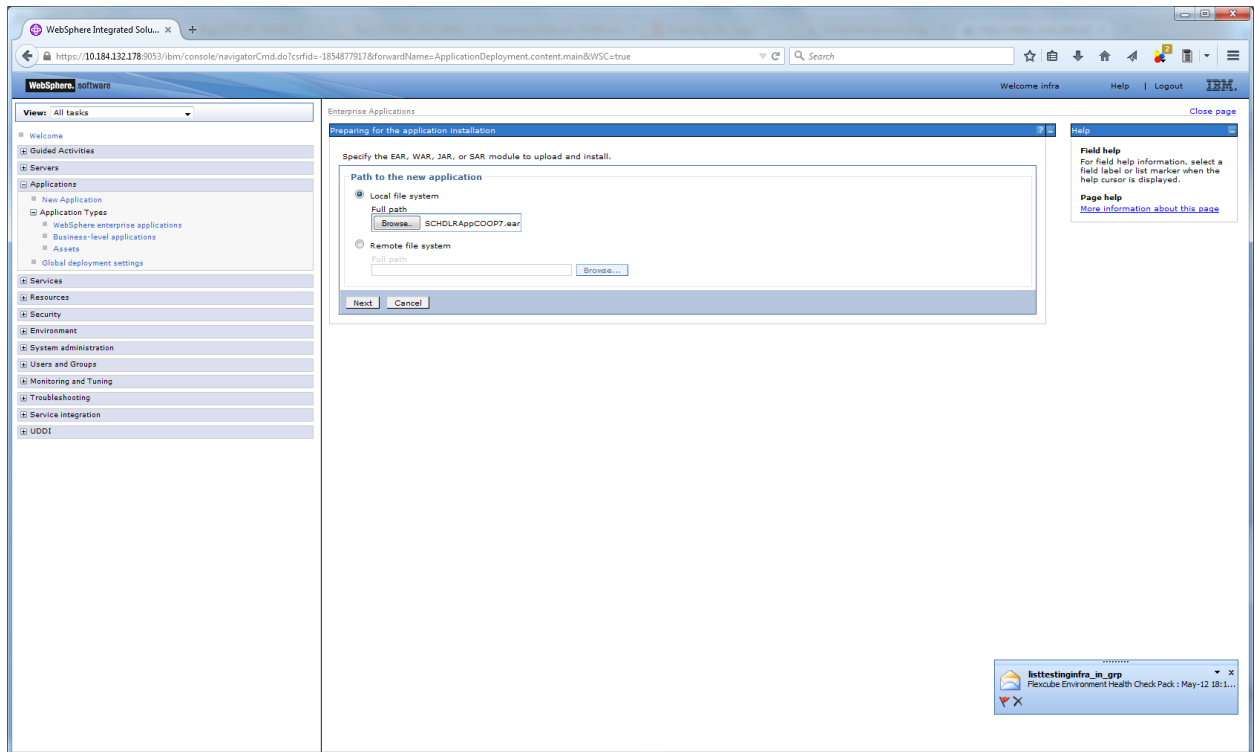 WebSphere Integrated Solu... × +
https://10.184.132.178:9053/ibm/console/navigatorCmd.do?csrfid=-1854877917&forwardName=ApplicationDeployment.content.main&WSC=true
Search
2
WebSphere. software
Welcome infra
Help | Logout
IBM.
View: All tasks
Welcome
Guided Activities
Servers
Applications
New Application
Application Types
WebSphere enterprise applications
Business-level applications
Assets
Global deployment settings
Services
Resources
Security
Environment
System administration
Users and Groups
Monitoring and Tuning
Troubleshooting
Service integration
UDDI
Enterprise Applications
Close page
Preparing for the application installation
? –
Specify the EAR, WAR, JAR, or SAR module to upload and install.
Path to the new application
Local file system
Full path
Browse... SCHDLRAppCOOP7.ear
Remote file system
Full path
Browse...
Next Cancel
Help
Field help
For field help information, select a
field label or list marker when the
help cursor is displayed.
Page help
More information about this page
listtestinginfra_in_grp
Flexcube Environment Health Check Pack : May-12 18:1...